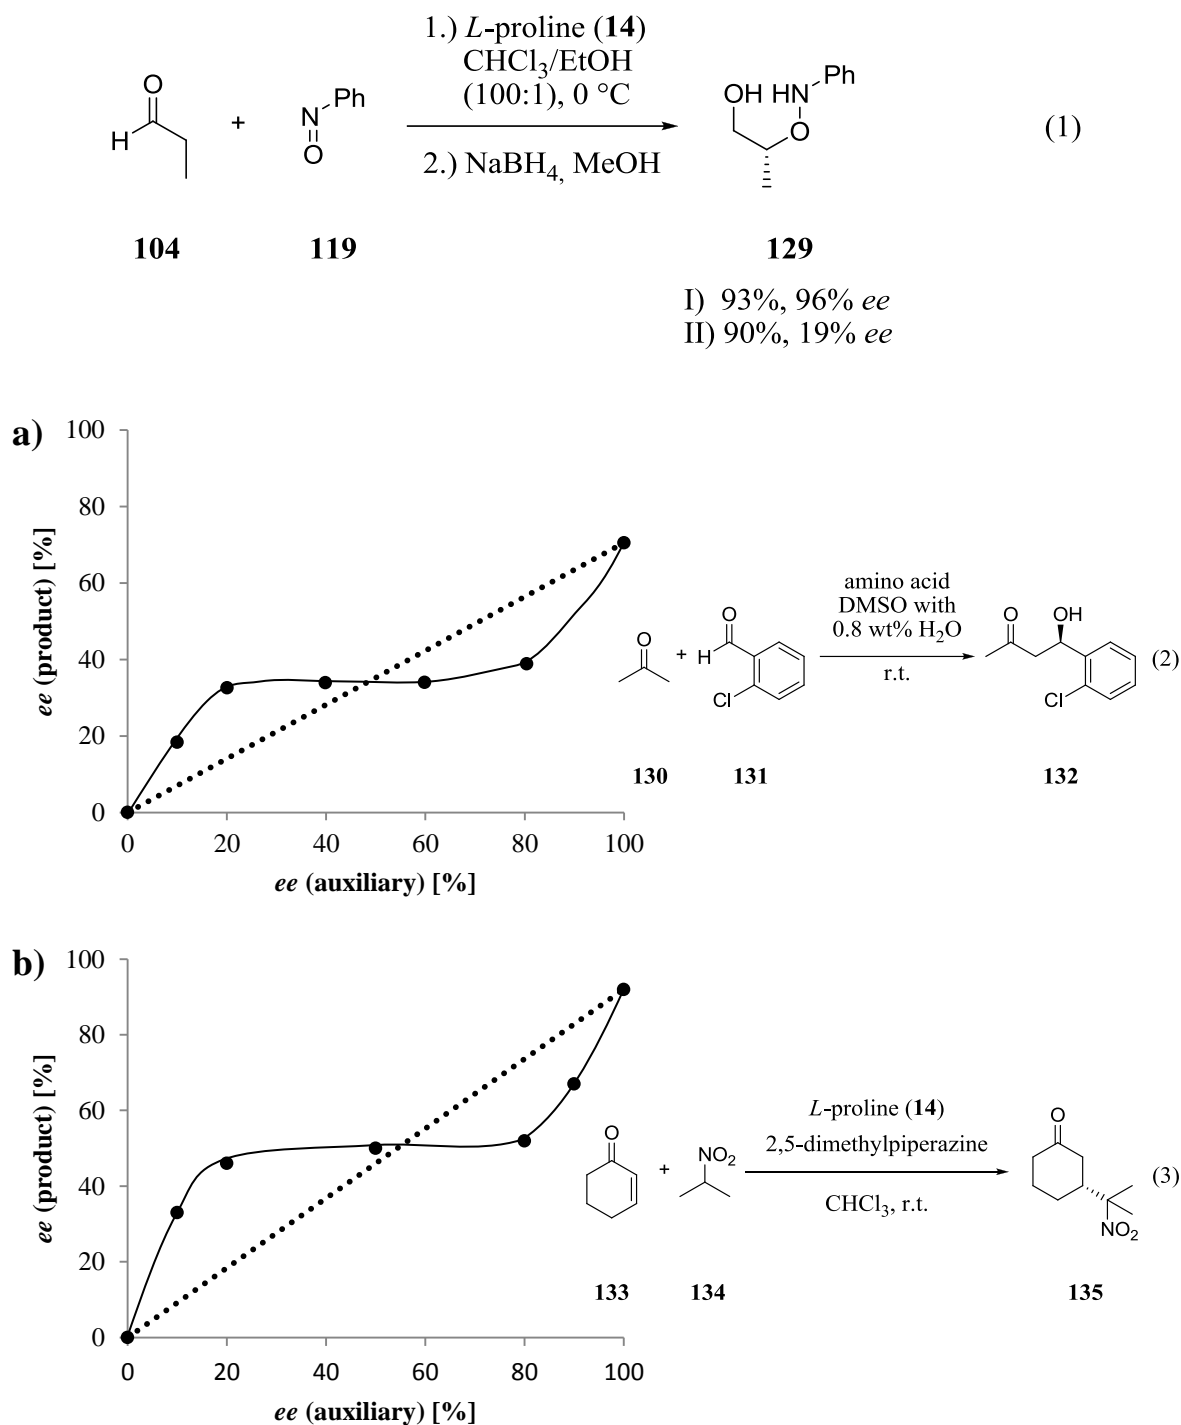 1.) L-proline (14)
CHCl3/EtOH
(100:1), 0 °C
2.) NaBH4, MeOH
O
H
+
N
Ph
O
OH HN
Ph
O
(1)
104
119
129
I) 93%, 96% ee
II) 90%, 19% ee
a)
ee (product) [%]
100
80
60
40
20
0
0 20 40 60 80 100
ee (auxiliary) [%]
O
+
O
H
Cl
amino acid
DMSO with
0.8 wt% H2O
r.t.
O OH
Cl
(2)
130
131
132
b)
ee (product) [%]
100
80
60
40
20
0
0 20 40 60 80 100
ee (auxiliary) [%]
O
+
NO2
L-proline (14)
2,5-dimethylpiperazine
CHCl3, r.t.
O
NO2
(3)
133
134
135